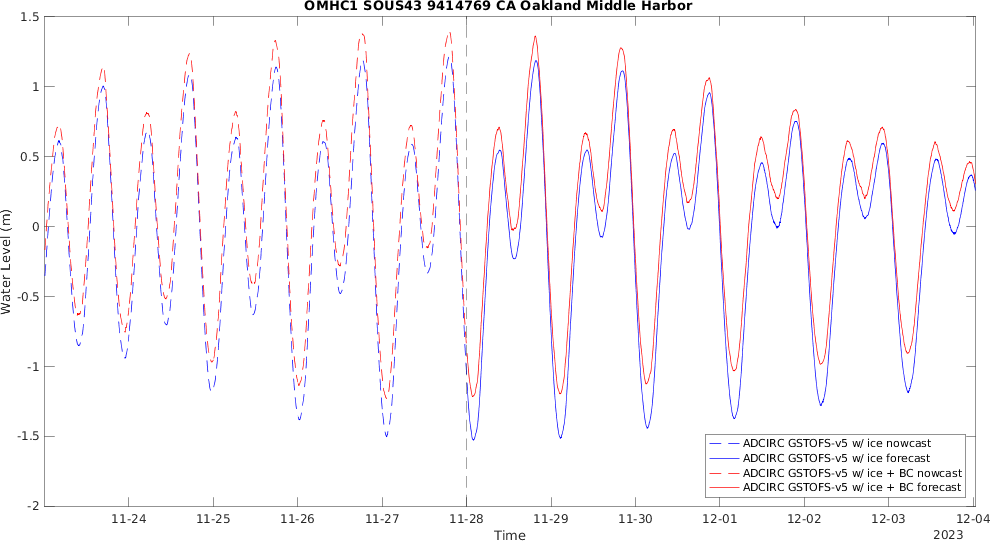 OMHC1 SOUS43 9414769 CA Oakland Middle Harbor
1.5
1
0.5
0
-0.5
-1
-1.5
-2
Water Level (m)
ADCIRC GSTOFS-v5 w/ ice nowcast
ADCIRC GSTOFS-v5 w/ ice forecast
ADCIRC GSTOFS-v5 w/ ice + BC nowcast
ADCIRC GSTOFS-v5 w/ ice + BC forecast
11-24 11-25 11-26 11-27 11-28 11-29 11-30 12-01 12-02 12-03 12-04
Time
2023